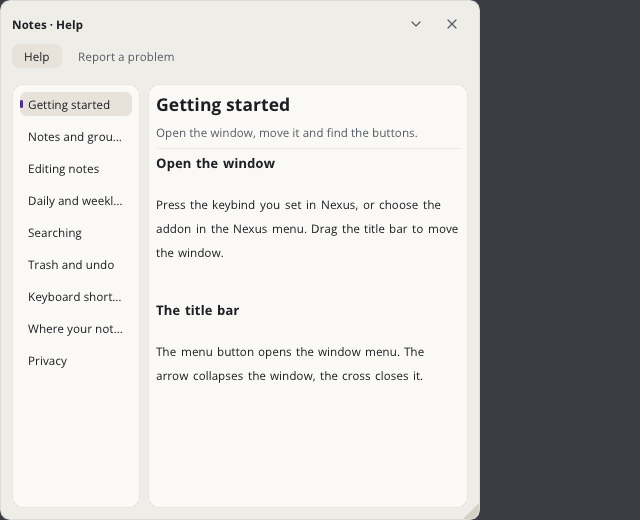 Notes · Help
Help
Report a problem
Getting started
Notes and grou...
Editing notes
Daily and weekl...
Searching
Trash and undo
Keyboard short...
Where your not...
Privacy
Getting started
Open the window, move it and find the buttons.
Open the window
Press the keybind you set in Nexus, or choose the
addon in the Nexus menu. Drag the title bar to move
the window.
The title bar
The menu button opens the window menu. The
arrow collapses the window, the cross closes it.